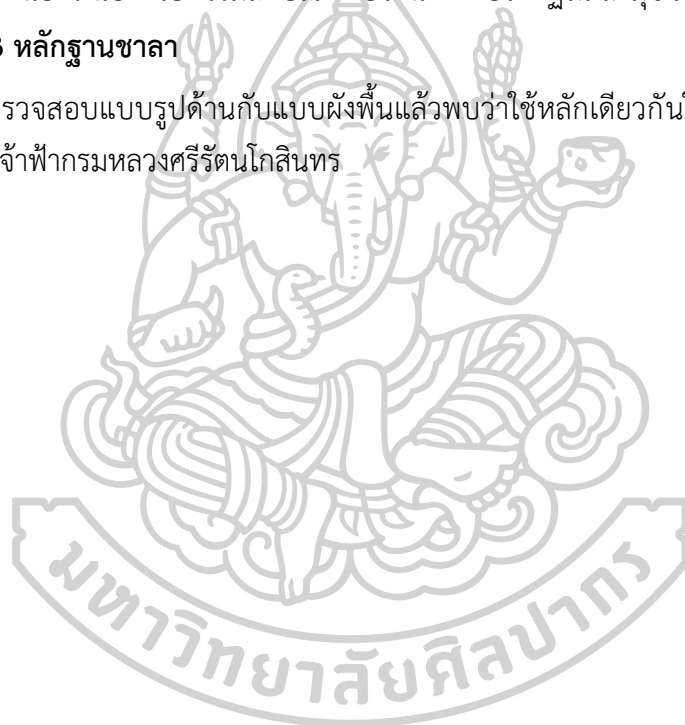 หลักฐานชาลา
รวจสอบแบบรูปด้านกับแบบผังพื้นแล้วพบว่าใช้หลักเดียวกัน
จ้าฟ้ากรมหลวงศรีรัตนโกสินทร
มหาวิทยาลัยศิลปากร